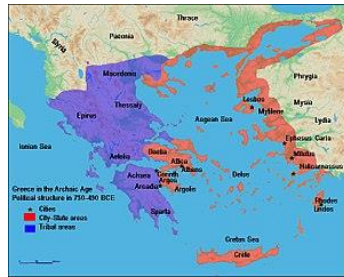 Thrace
Paeonia
Illyria
Macedonia
Phrygia
Thessaly
Epirus
Lesbos
Mysia
Mytilene
Aegean Sea
Lydia
Ionian Sea
Ephesus Caria
Boetia
Aetolia
Attica
Athens
Miletus
Achaea
Corinth
Delos
Halicarnassus
Argos
Arcadia
Argolis
Greece in the Archaic Age
Political structure in 750-490 BCE
Cities
City-State areas
Tribal areas
Sparta
Rhodes
Lindos
Cretan Sea
Crete